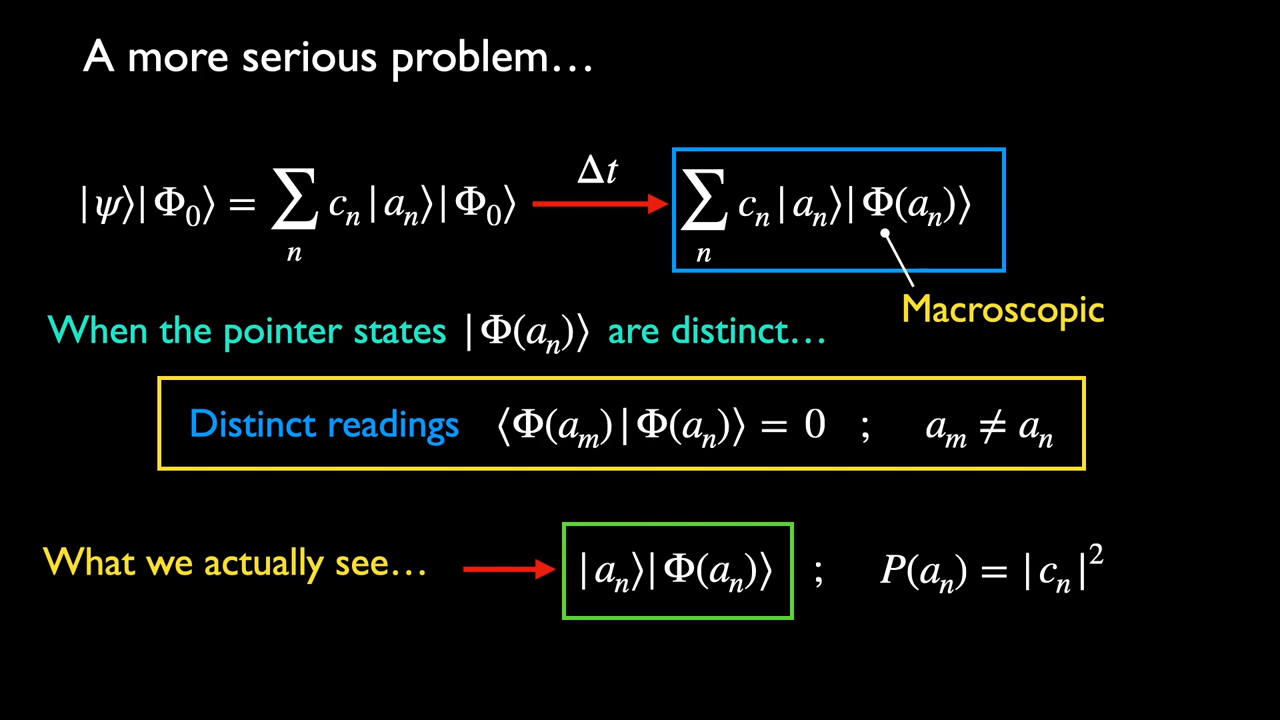 A more serious problem…
|ψ⟩|Φ₀⟩ = ∑ₙ cₙ|aₙ⟩|Φ₀⟩ Δt ∑ₙ cₙ|aₙ⟩|Φ(aₙ)⟩
Macroscopic
When the pointer states |Φ(aₙ)⟩ are distinct…
Distinct readings ⟨Φ(aₘ)|Φ(aₙ)⟩ = 0 ; aₘ ≠ aₙ
What we actually see… |aₙ⟩|Φ(aₙ)⟩ ; P(aₙ) = |cₙ|²